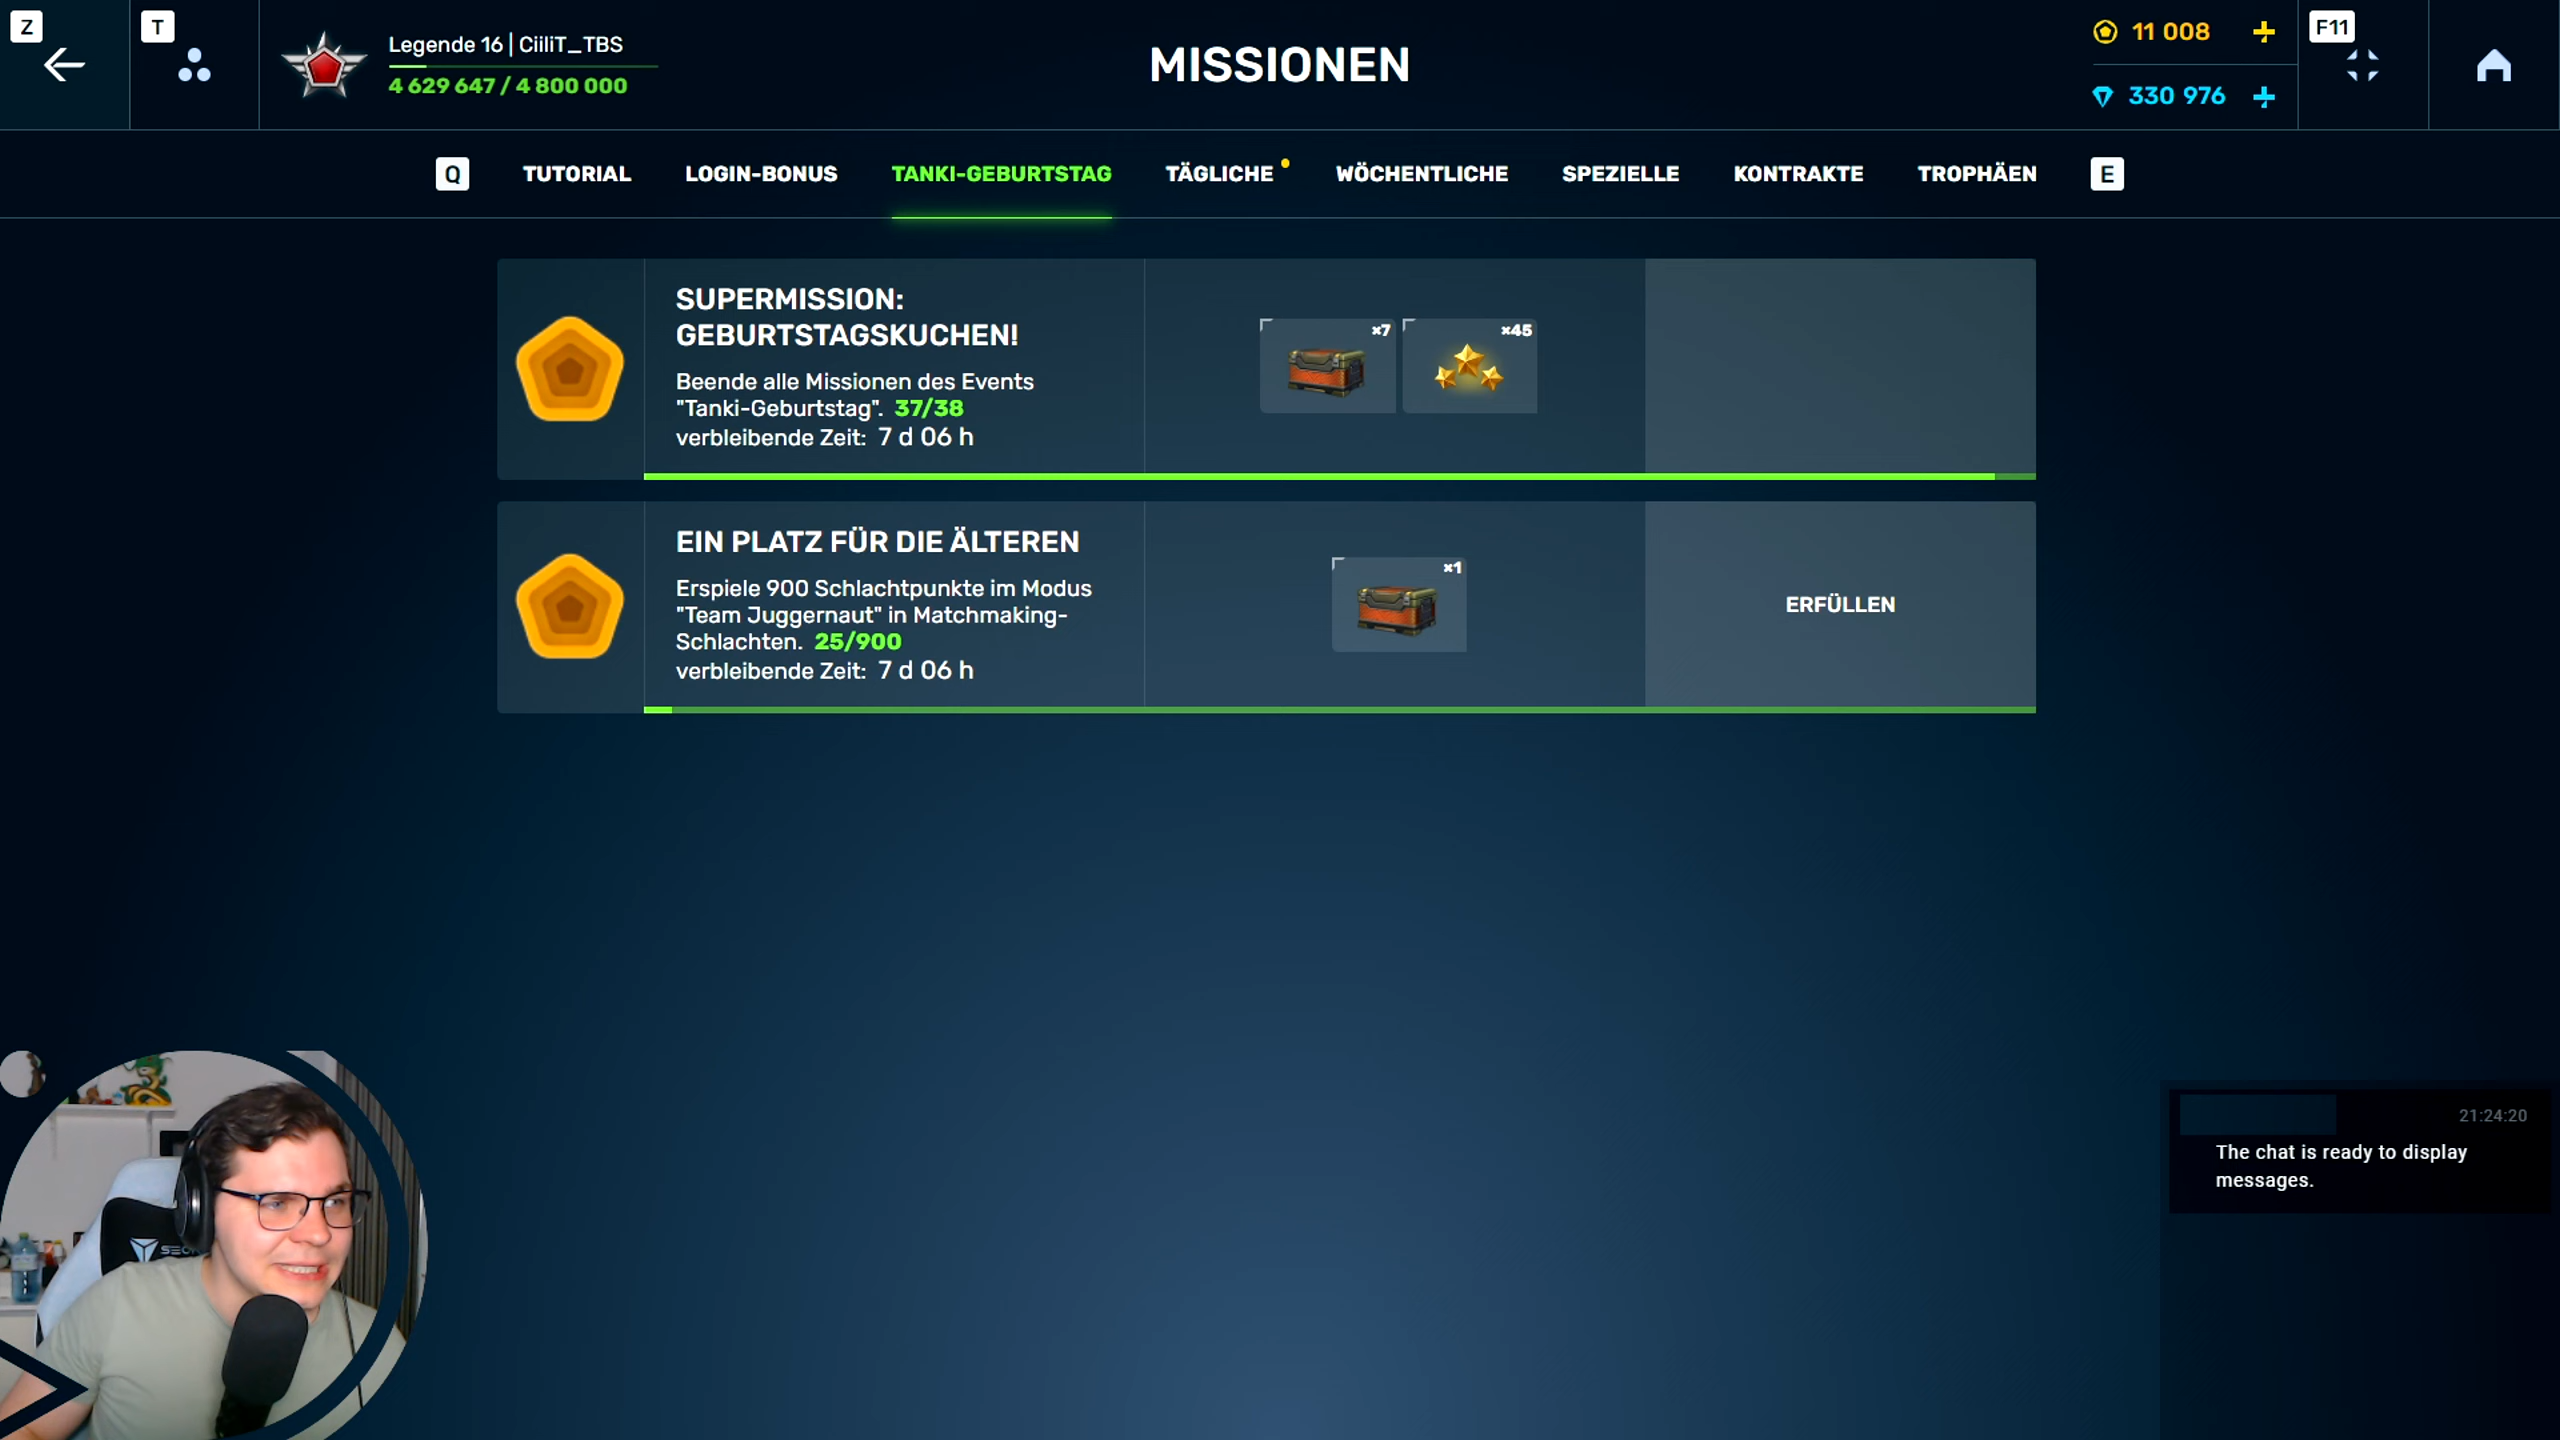 Z
T
Legende 16 | CiiliT_TBS
4 629 647 / 4 800 000
MISSIONEN
11 008
330 976
F11
Q
TUTORIAL
LOGIN-BONUS
TANKI-GEBURTSTAG
TÄGLICHE
WÖCHENTLICHE
SPEZIELLE
KONTRAKTE
TROPHÄEN
E
SUPERMISSION:
GEBURTSTAGSKUCHEN!
Beende alle Missionen des Events
"Tanki-Geburtstag". 37/38
verbleibende Zeit: 7 d 06 h
×7
×45
EIN PLATZ FÜR DIE ÄLTEREN
Erspiele 900 Schlachtpunkte im Modus
"Team Juggernaut" in Matchmaking-
Schlachten. 25/900
verbleibende Zeit: 7 d 06 h
×1
ERFÜLLEN
21:24:20
The chat is ready to display
messages.